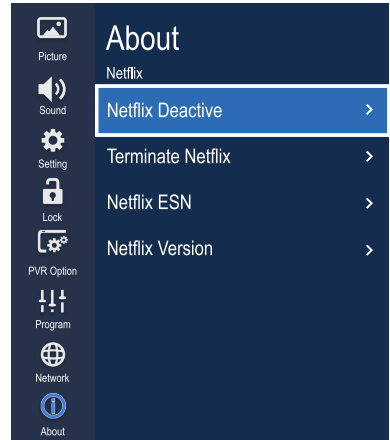 Picture
Sound
Setting
Lock
PVR Option
Program
Network
About
About
Netflix
Netflix Deactive
Terminate Netflix
Netflix ESN
Netflix Version